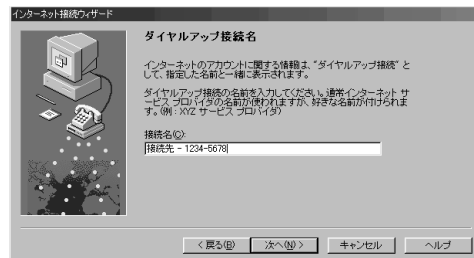 インターネット接続ウィザード
ダイヤルアップ接続名
インターネットのアカウントに関する情報は、"ダイヤルアップ接続" と
して、指定した名前と一緒に表示されます。
ダイヤルアップ接続の名前を入力してください。通常インターネット サ
ービス プロバイダの名前が使われますが、好きな名前が付けられま
す。(例 : XYZ サービス プロバイダ)
接続名(C):
接続先 - 1234-5678
< 戻る(B)
次へ(N) >
キャンセル
ヘルプ